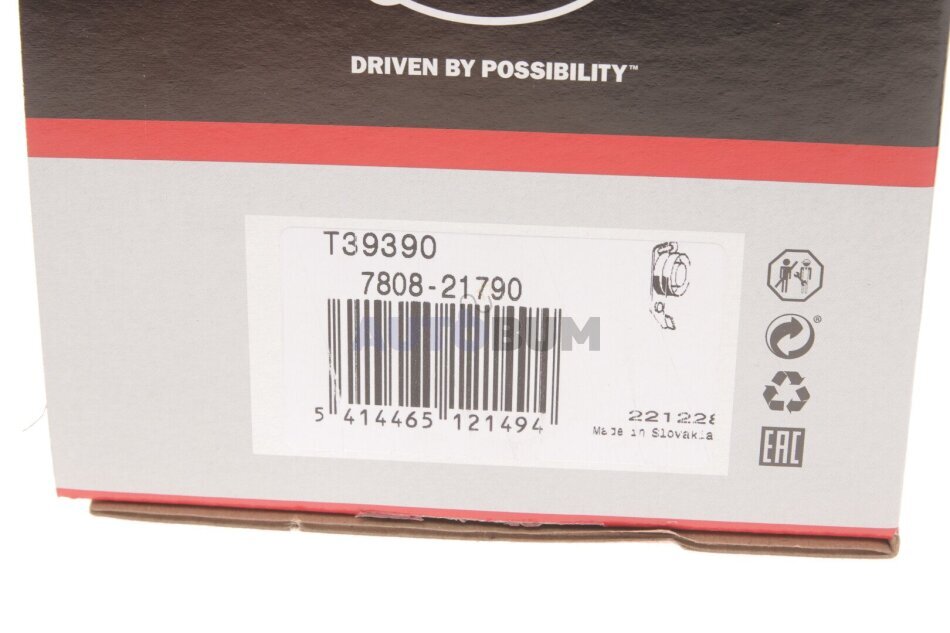 DRIVEN BY POSSIBILITY™
T39390
7808-21790
AUTOBUM
5 414465 121494
221228
Made in Slovakia
®
EAC